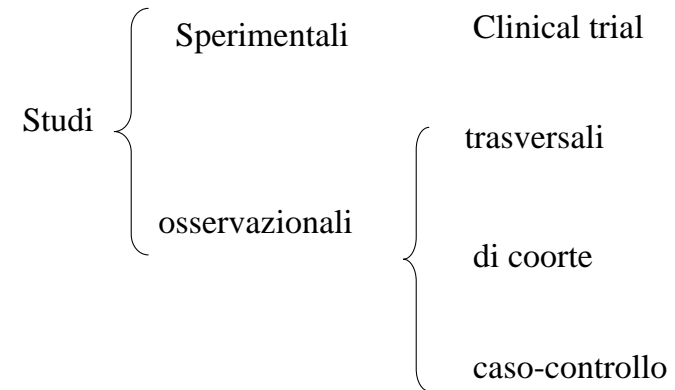 Sperimentali
Clinical trial
Studi
trasversali
osservazionali
di coorte
caso-controllo